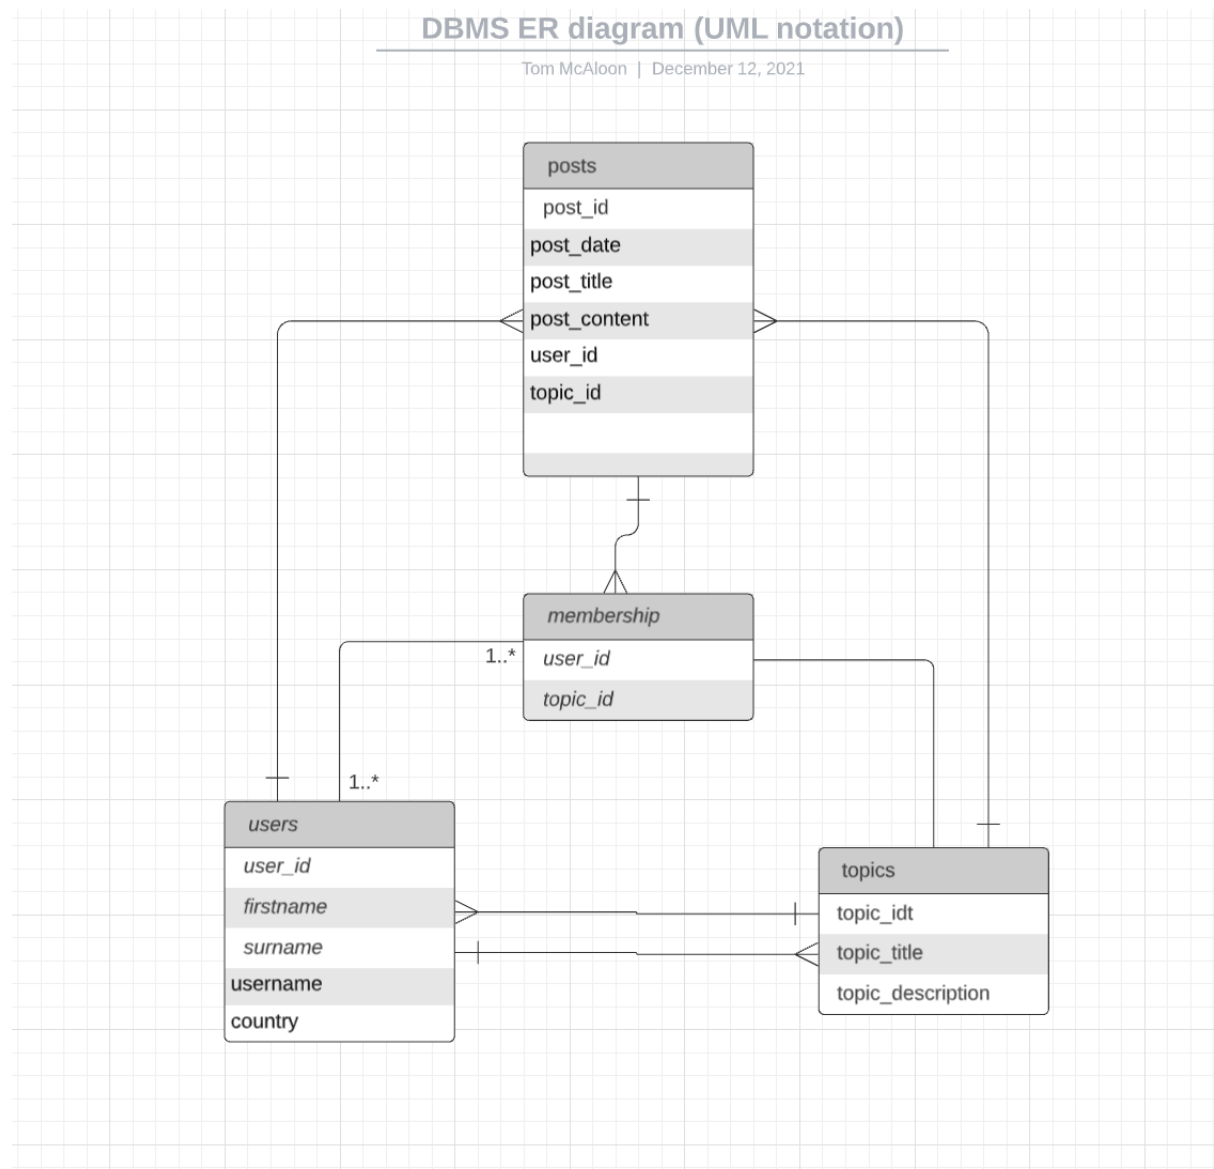 DBMS ER diagram (UML notation)
Tom McAloon | December 12, 2021
posts
post_id
post_date
post_title
post_content
user_id
topic_id
membership
user_id
topic_id
1..*
1..*
users
user_id
firstname
surname
username
country
topics
topic_idt
topic_title
topic_description